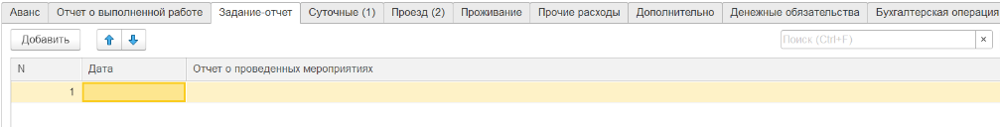 Аванс Отчет о выполненной работе Задание-отчет Суточные (1) Проезд (2) Проживание Прочие расходы Дополнительно Денежные обязательства Бухгалтерская операция
Добавить Поиск (Ctrl+F) ×
N Дата Отчет о проведенных мероприятиях
1